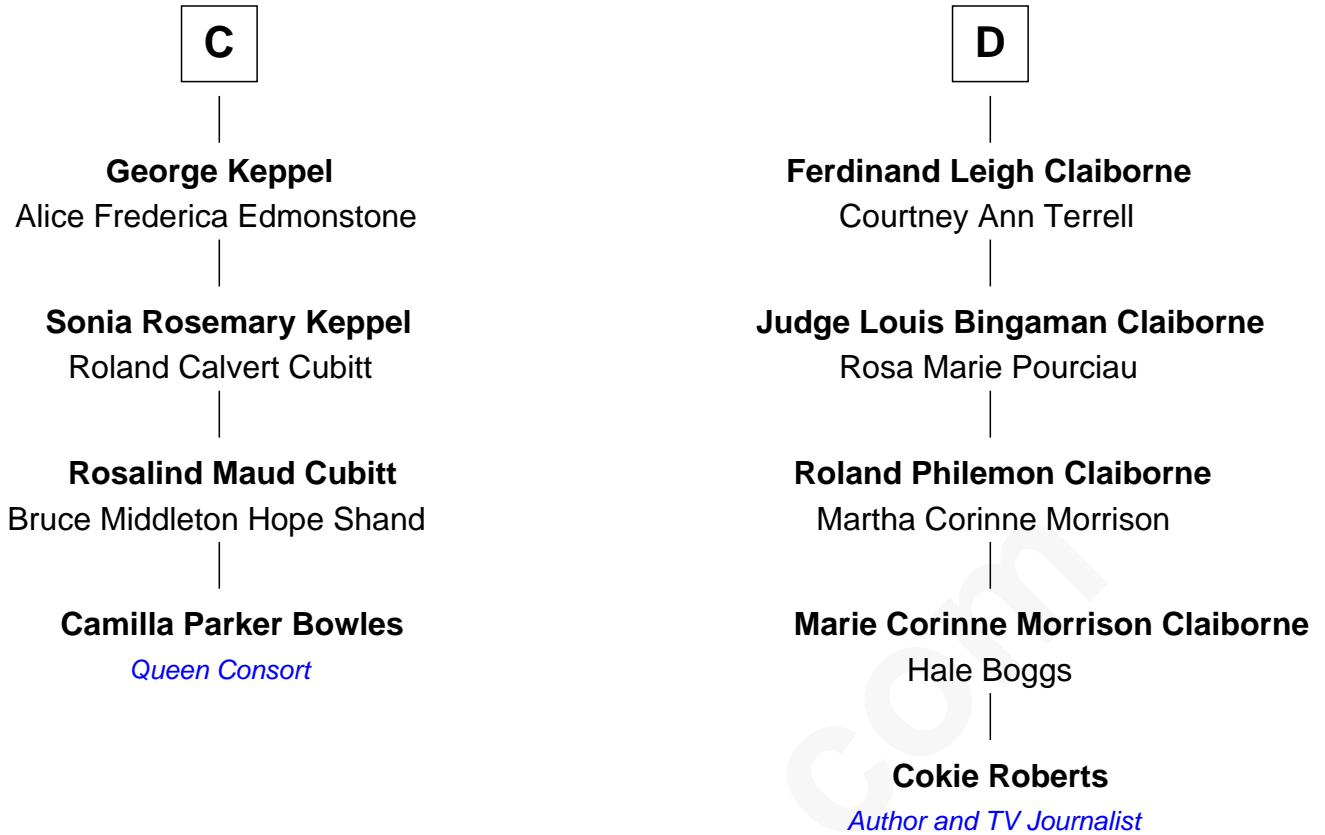 C
George Keppel
Alice Frederica Edmonstone
Sonia Rosemary Keppel
Roland Calvert Cubitt
Rosalind Maud Cubitt
Bruce Middleton Hope Shand
Camilla Parker Bowles
Queen Consort
D
Ferdinand Leigh Claiborne
Courtney Ann Terrell
Judge Louis Bingaman Claiborne
Rosa Marie Pourciau
Roland Philemon Claiborne
Martha Corinne Morrison
Marie Corinne Morrison Claiborne
Hale Boggs
Cokie Roberts
Author and TV Journalist
com